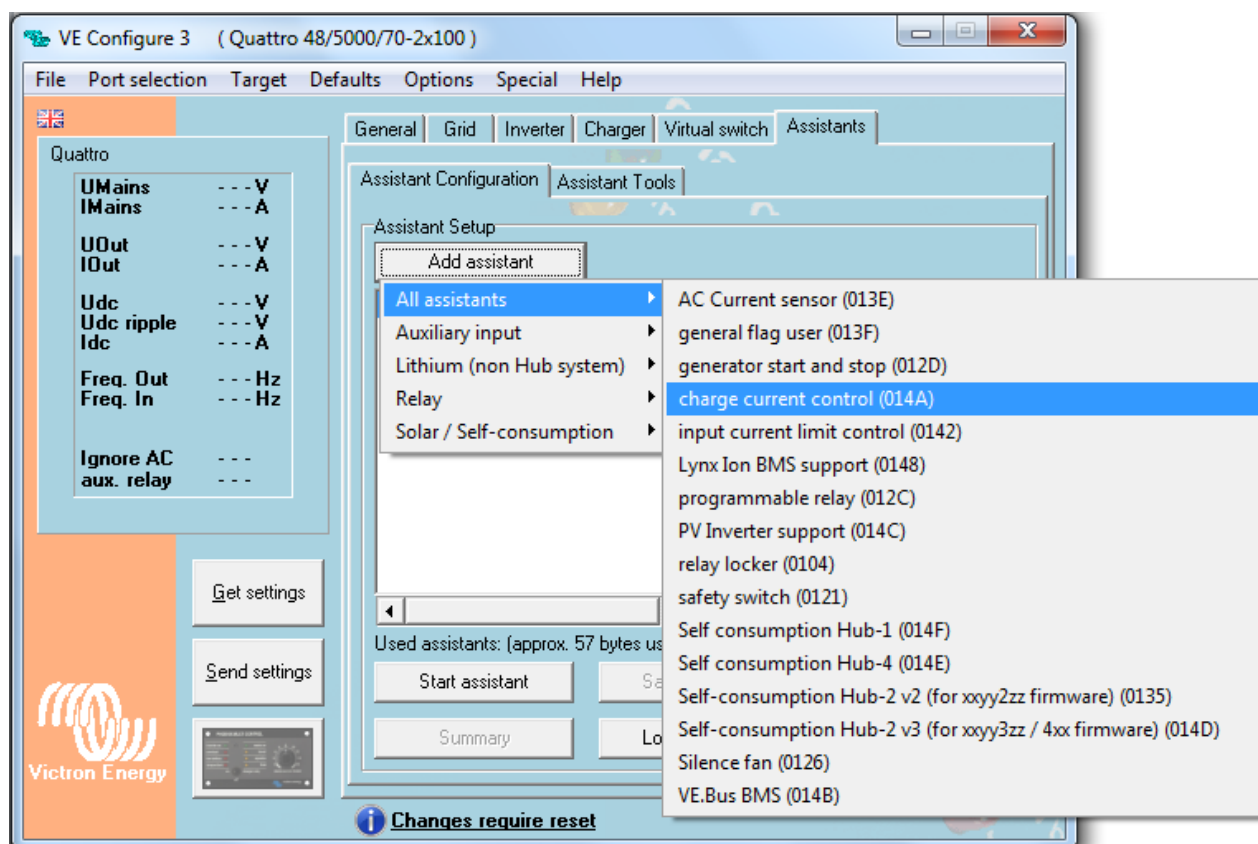 VE Configure 3 ( Quattro 48/5000/70-2x100 )
File Port selection Target Defaults Options Special Help
General Grid Inverter Charger Virtual switch Assistants
Quattro
UMains - - - V
IMains - - - A
UOut - - - V
IOut - - - A
Udc - - - V
Udc ripple - - - V
Idc - - - A
Freq. Out - - - Hz
Freq. In - - - Hz
Ignore AC - - -
aux. relay - - -
Get settings
Send settings
Victron Energy
Assistant Configuration Assistant Tools
Assistant Setup
Add assistant
All assistants
Auxiliary input
Lithium (non Hub system)
Relay
Solar / Self-consumption
AC Current sensor (013E)
general flag user (013F)
generator start and stop (012D)
charge current control (014A)
input current limit control (0142)
Lynx Ion BMS support (0148)
programmable relay (012C)
PV Inverter support (014C)
relay locker (0104)
safety switch (0121)
Self consumption Hub-1 (014F)
Self consumption Hub-4 (014E)
Self-consumption Hub-2 v2 (for xxyy2zz firmware) (0135)
Self-consumption Hub-2 v3 (for xxyy3zz / 4xx firmware) (014D)
Silence fan (0126)
VE.Bus BMS (014B)
Used assistants: (approx. 57 bytes us
Start assistant Sa
Summary Lo
Changes require reset